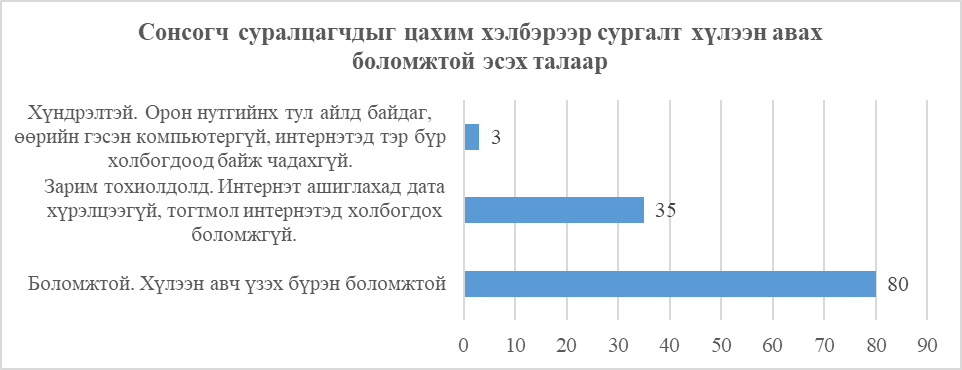 Сонсогч суралцагчдыг цахим хэлбэрээр сургалт хүлээн авах
боломжтой эсэх талаар
Хүндрэлтэй. Орон нутгийнх тул айлд байдаг,
өөрийн гэсэн компьютергүй, интернэтэд тэр бүр
холбогдоод байж чадахгүй.
3
Зарим тохиолдолд. Интернэт ашиглахад дата
хүрэлцээгүй, тогтмол интернэтэд холбогдох
боломжгүй.
35
Боломжтой. Хүлээн авч үзэх бүрэн боломжтой
80
0 10 20 30 40 50 60 70 80 90